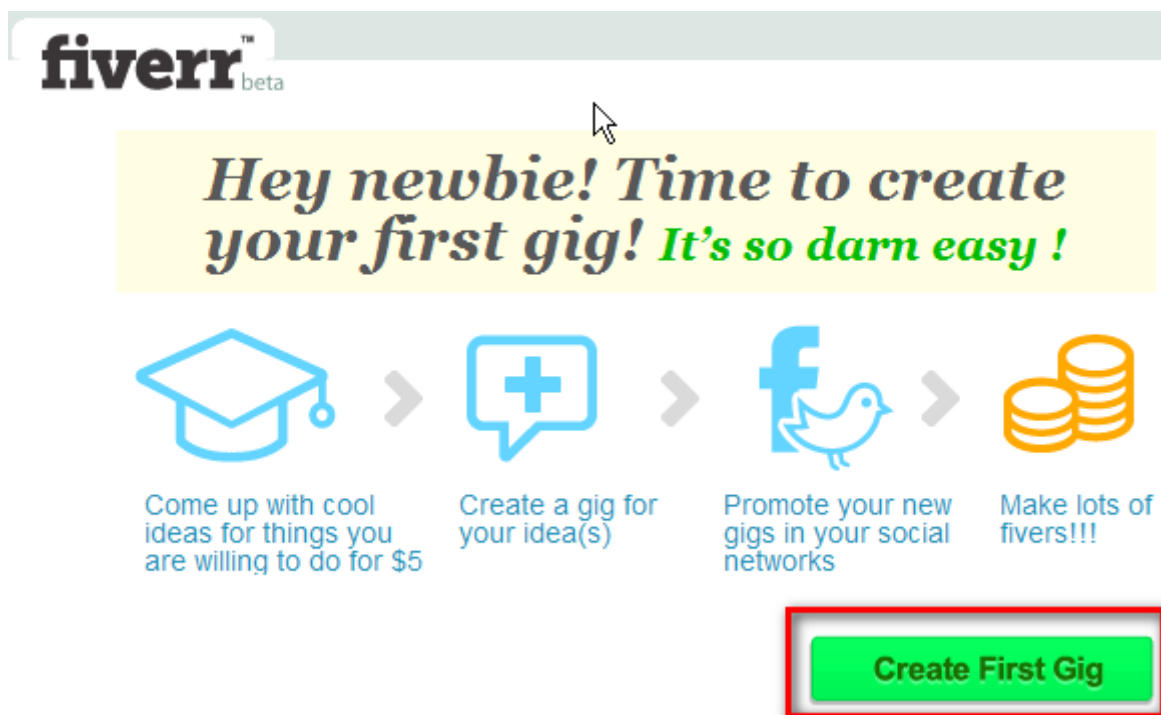 fiverr™ beta
Hey newbie! Time to create
your first gig! It's so darn easy !
Come up with cool
ideas for things you
are willing to do for $5
Create a gig for
your idea(s)
Promote your new
gigs in your social
networks
Make lots of
fivers!!!
Create First Gig